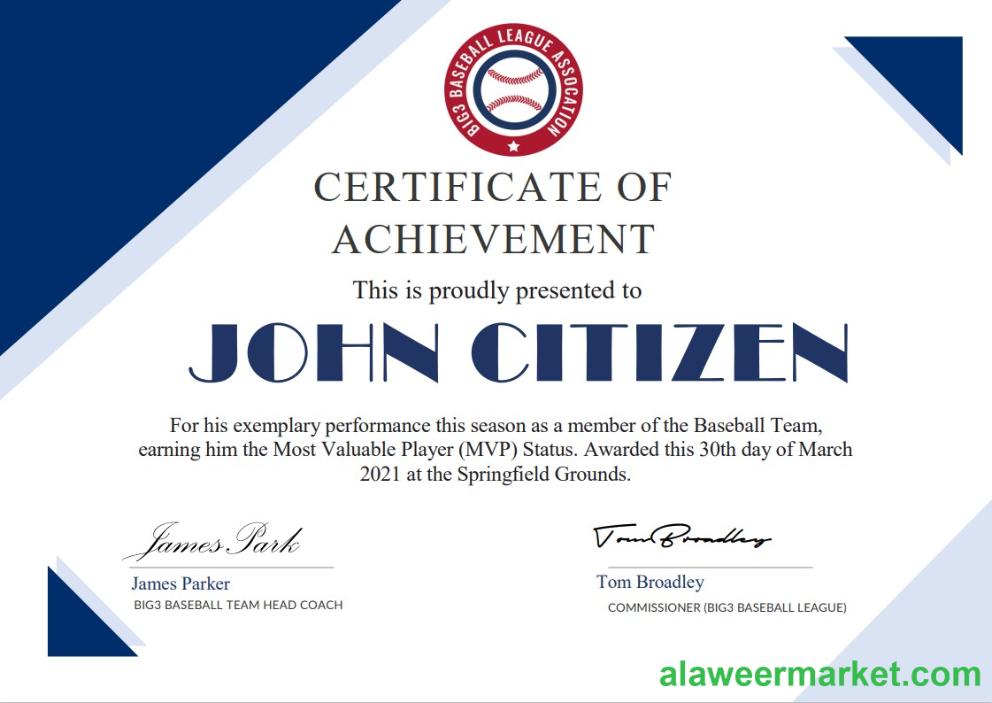 BIG3 BASEBALL LEAGUE ASSOCATION
CERTIFICATE OF
ACHIEVEMENT
This is proudly presented to
JOHN CITIZEN
For his exemplary performance this season as a member of the Baseball Team,
earning him the Most Valuable Player (MVP) Status. Awarded this 30th day of March
2021 at the Springfield Grounds.
James Park
Tom Broadley
James Parker
Tom Broadley
BIG3 BASEBALL TEAM HEAD COACH
COMMISSIONER (BIG3 BASEBALL LEAGUE)
alaweermarket.com